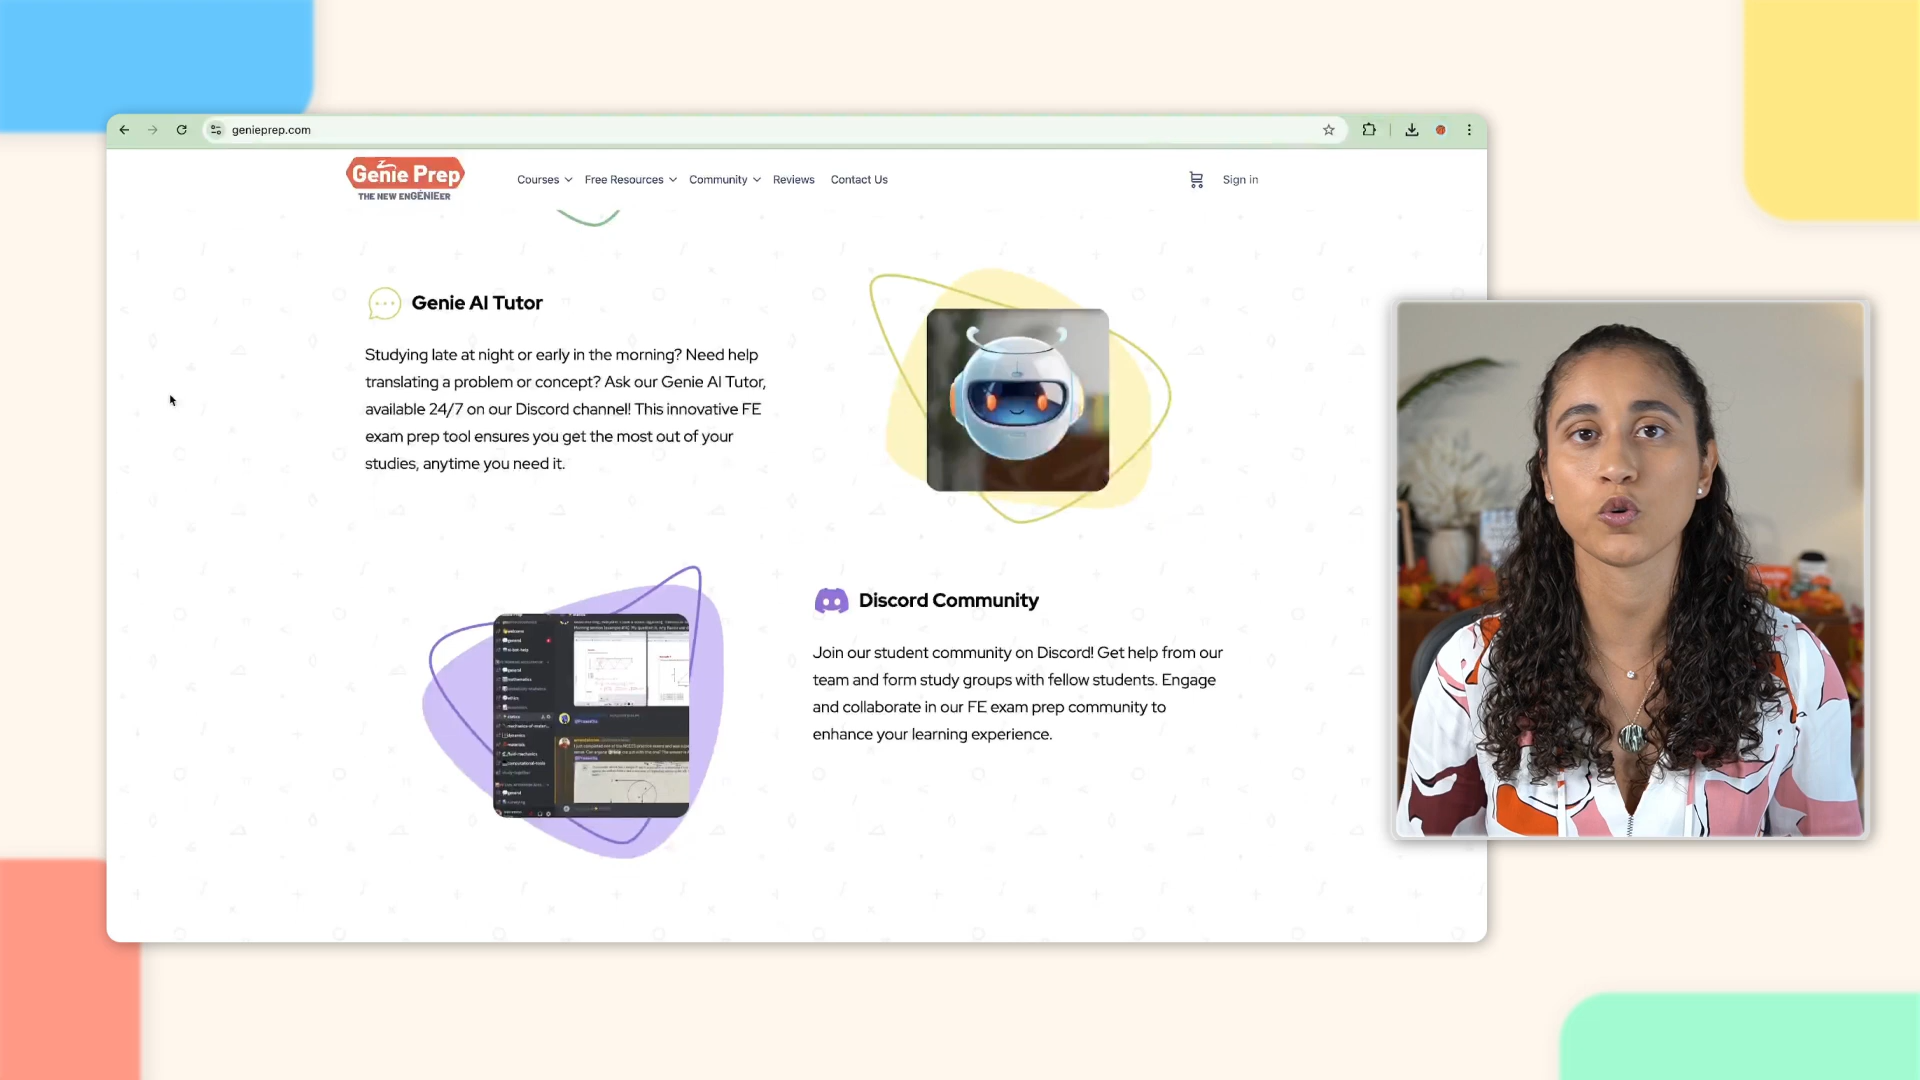 genieprep.com
Genie Prep
THE NEW ENGENIEER
Courses
Free Resources
Community
Reviews
Contact Us
Sign in
Genie AI Tutor
Studying late at night or early in the morning? Need help
translating a problem or concept? Ask our Genie AI Tutor,
available 24/7 on our Discord channel! This innovative FE
exam prep tool ensures you get the most out of your
studies, anytime you need it.
Discord Community
Join our student community on Discord! Get help from our
team and form study groups with fellow students. Engage
and collaborate in our FE exam prep community to
enhance your learning experience.